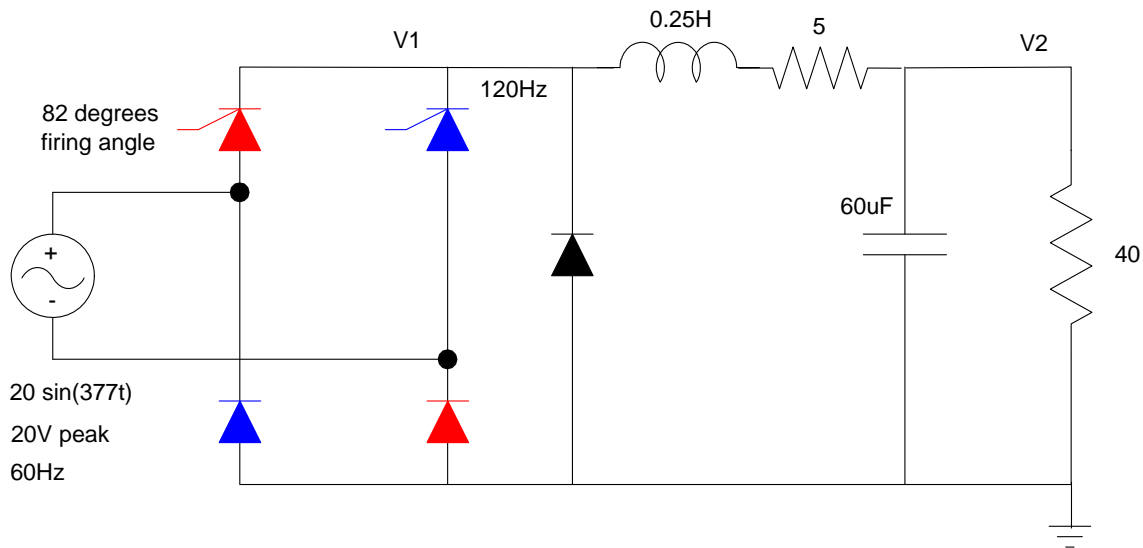 0.25H
5
V1
V2
120Hz
82 degrees
firing angle
60uF
+
-
40
20 sin(377t)
20V peak
60Hz